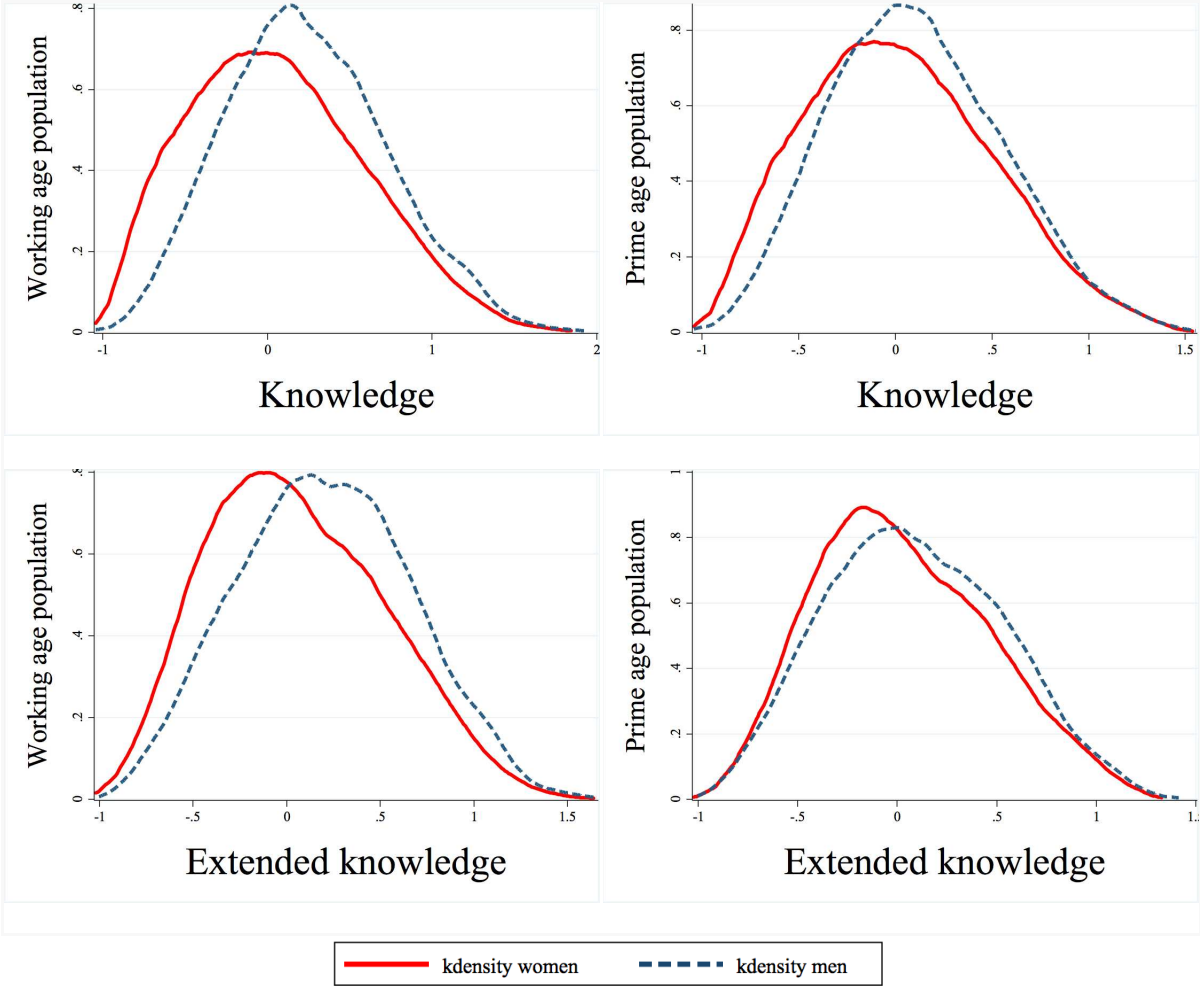 Working age population
0 .2 .4 .6 .8
-1 0 1 2
Knowledge
Prime age population
0 .2 .4 .6 .8
-1 -.5 0 .5 1 1.5
Knowledge
Working age population
0 .2 .4 .6 .8
-1 -.5 0 .5 1 1.5
Extended knowledge
Prime age population
0 .2 .4 .6 .8 1
-1 -.5 0 .5 1
Extended knowledge
kdensity women kdensity men